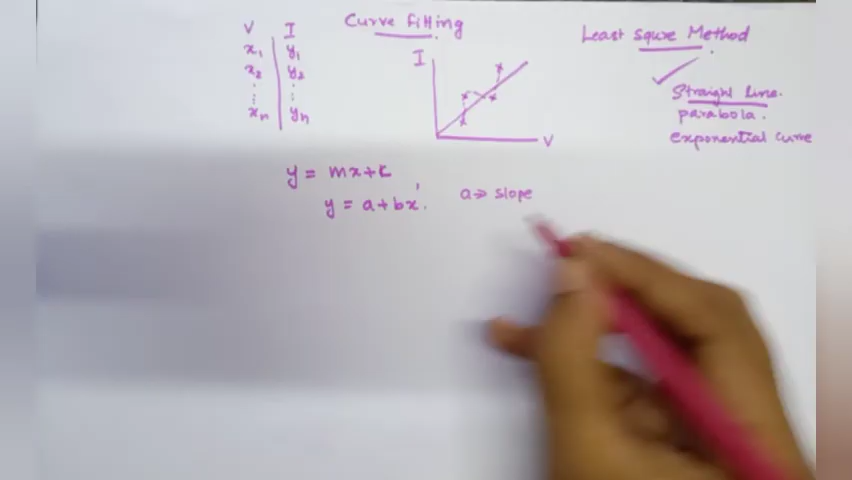 Curve Fitting
V I
x₁ y₁
x₂ y₂
⋮ ⋮
xₙ yₙ
I
V
Least Squre Method
✓
Straight Line.
parabola.
exponential curve
y = mx+c
y = a+bx.
a⇒ slope